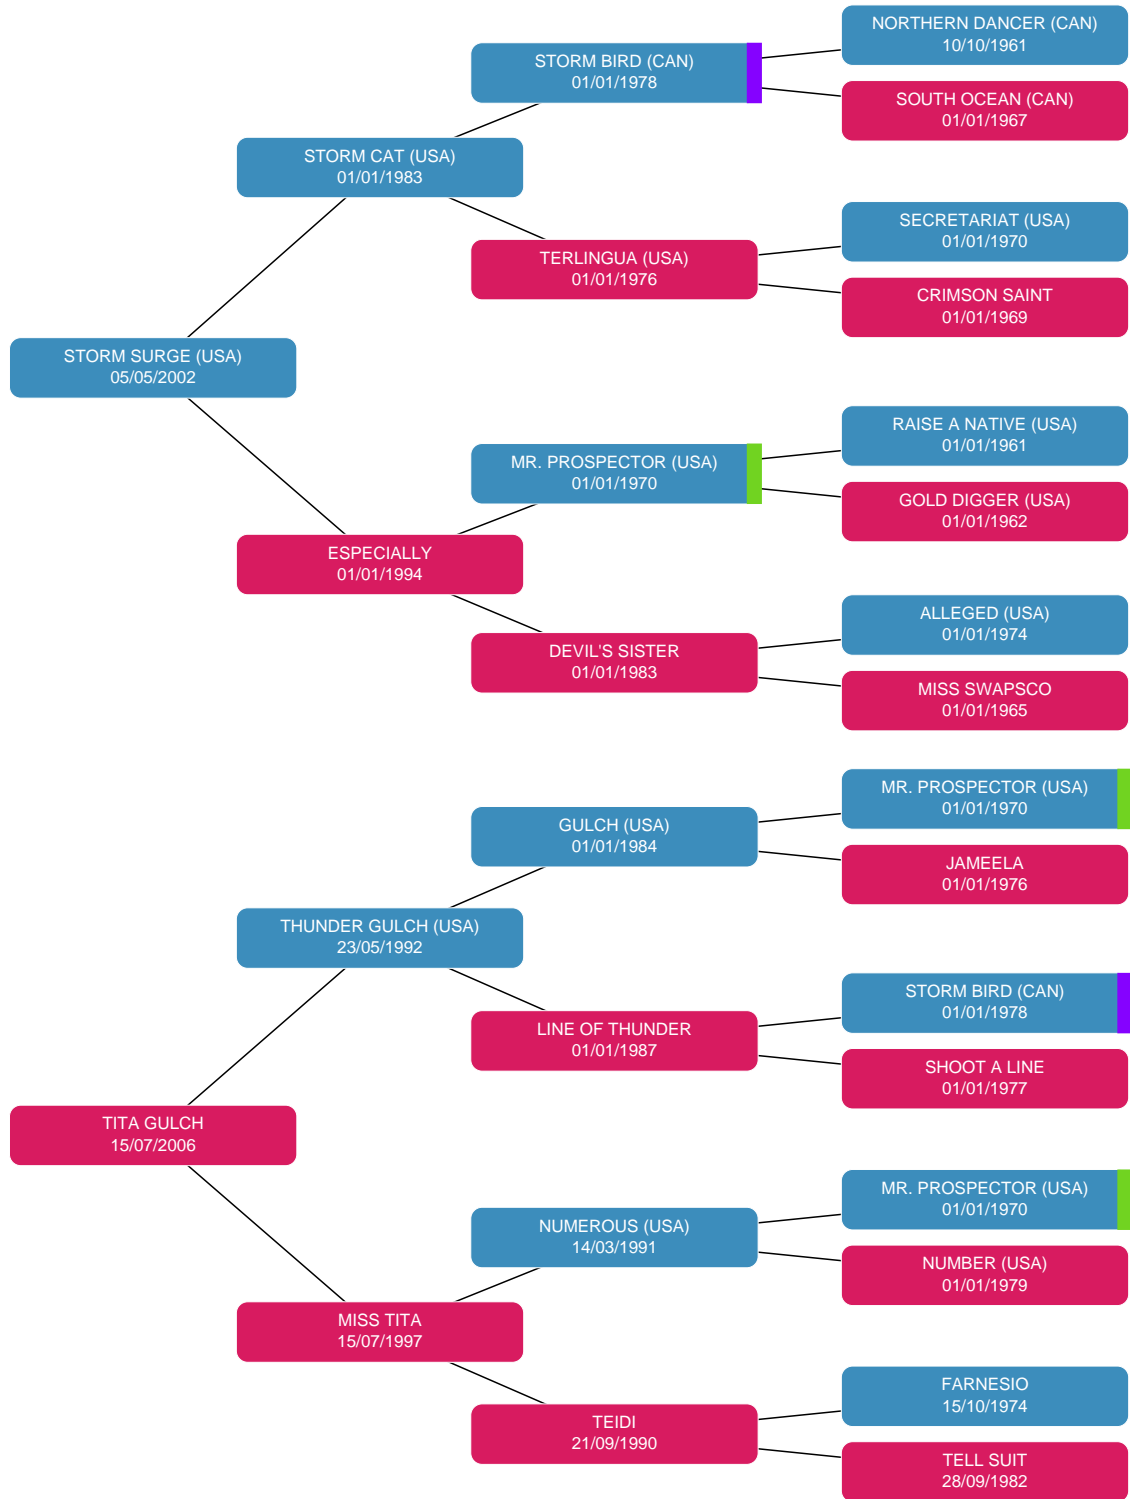 NORTHERN DANCER (CAN)
10/10/1961
STORM BIRD (CAN)
01/01/1978
SOUTH OCEAN (CAN)
01/01/1967
STORM CAT (USA)
01/01/1983
SECRETARIAT (USA)
01/01/1970
TERLINGUA (USA)
01/01/1976
CRIMSON SAINT
01/01/1969
STORM SURGE (USA)
05/05/2002
RAISE A NATIVE (USA)
01/01/1961
MR. PROSPECTOR (USA)
01/01/1970
GOLD DIGGER (USA)
01/01/1962
ESPECIALLY
01/01/1994
ALLEGED (USA)
01/01/1974
DEVIL'S SISTER
01/01/1983
MISS SWAPSCO
01/01/1965
MR. PROSPECTOR (USA)
01/01/1970
GULCH (USA)
01/01/1984
JAMEELA
01/01/1976
THUNDER GULCH (USA)
23/05/1992
STORM BIRD (CAN)
01/01/1978
LINE OF THUNDER
01/01/1987
SHOOT A LINE
01/01/1977
TITA GULCH
15/07/2006
MR. PROSPECTOR (USA)
01/01/1970
NUMEROUS (USA)
14/03/1991
NUMBER (USA)
01/01/1979
MISS TITA
15/07/1997
FARNESIO
15/10/1974
TEIDI
21/09/1990
TELL SUIT
28/09/1982